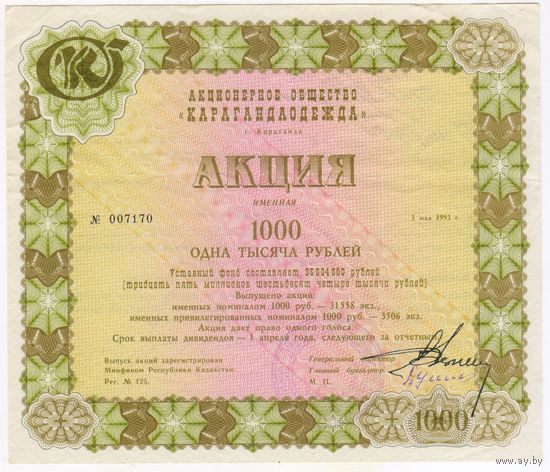 АКЦИОНЕРНОЕ ОБЩЕСТВО
«КАРАГАНДАОДЕЖДА»
г. Караганда
АКЦИЯ
ИМЕННАЯ
№ 007170
3 мая 1993 г.
1000
ОДНА ТЫСЯЧА РУБЛЕЙ
Уставный фонд составляет 35064000 рублей
(тридцать пять миллионов шестьдесят четыре тысячи рублей)
Выпущено акций:
именных номиналом 1000 руб. — 31558 экз.,
именных привилегированных номиналом 1000 руб. — 3506 экз.
Акция дает право одного голоса.
Срок выплаты дивидендов — 1 апреля, следующего за отчетным
Выпуск акций зарегистрирован
Минфином Республики Казахстан.
Рег. № 125.
Генеральный директор
Главный бухгалтер
М. П.
1000
www.ay.by